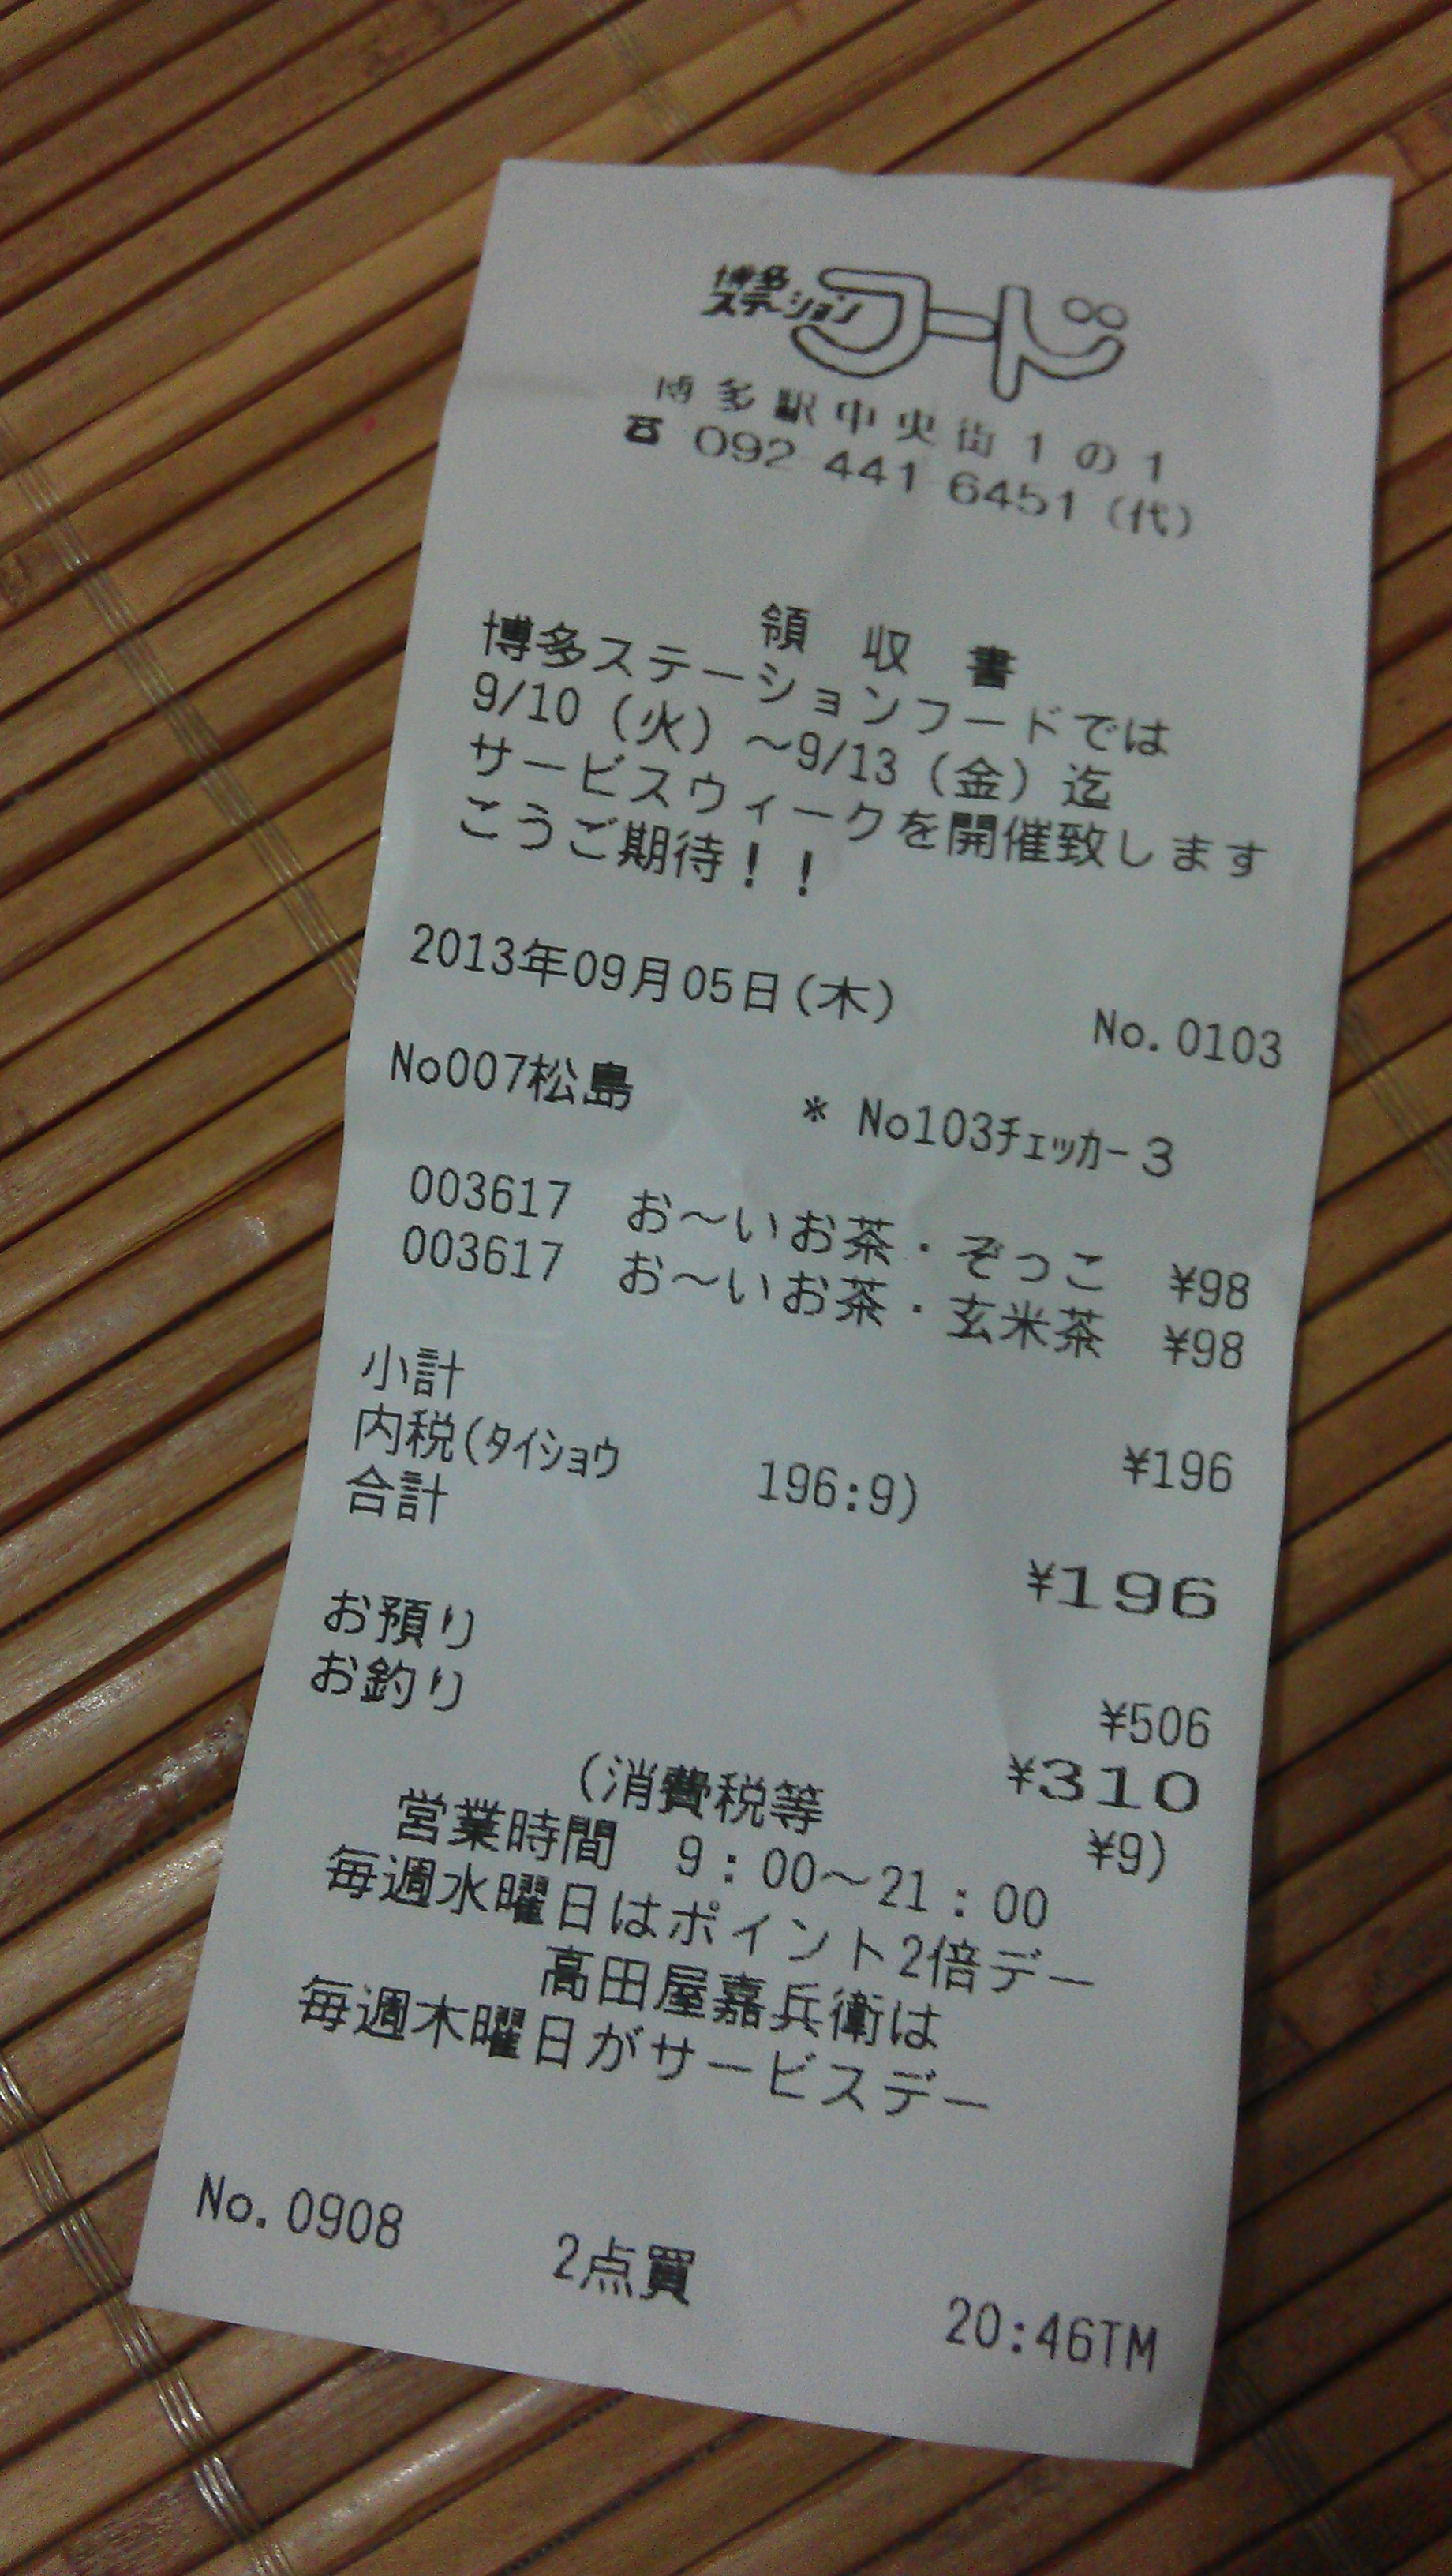 博多
ステーション フード
博多駅中央街1の1
☎ 092 441 6451 (代)
領 収 書
博多ステーションフードでは
9/10(火)〜9/13(金)迄
サービスウィークを開催致します
こうご期待!!
2013年09月05日(木) No.0103
No007松島 * No103ﾁｪｯｶｰ3
003617 お〜いお茶・ぞっこ ¥98
003617 お〜いお茶・玄米茶 ¥98
小計 ¥196
内税(ﾀｲｼｮｳ 196:9)
合計 ¥196
お預り ¥506
お釣り ¥310
(消費税等 ¥9)
営業時間 9:00〜21:00
毎週水曜日はポイント2倍デー
高田屋嘉兵衛は
毎週木曜日がサービスデー
No.0908 2点買 20:46TM